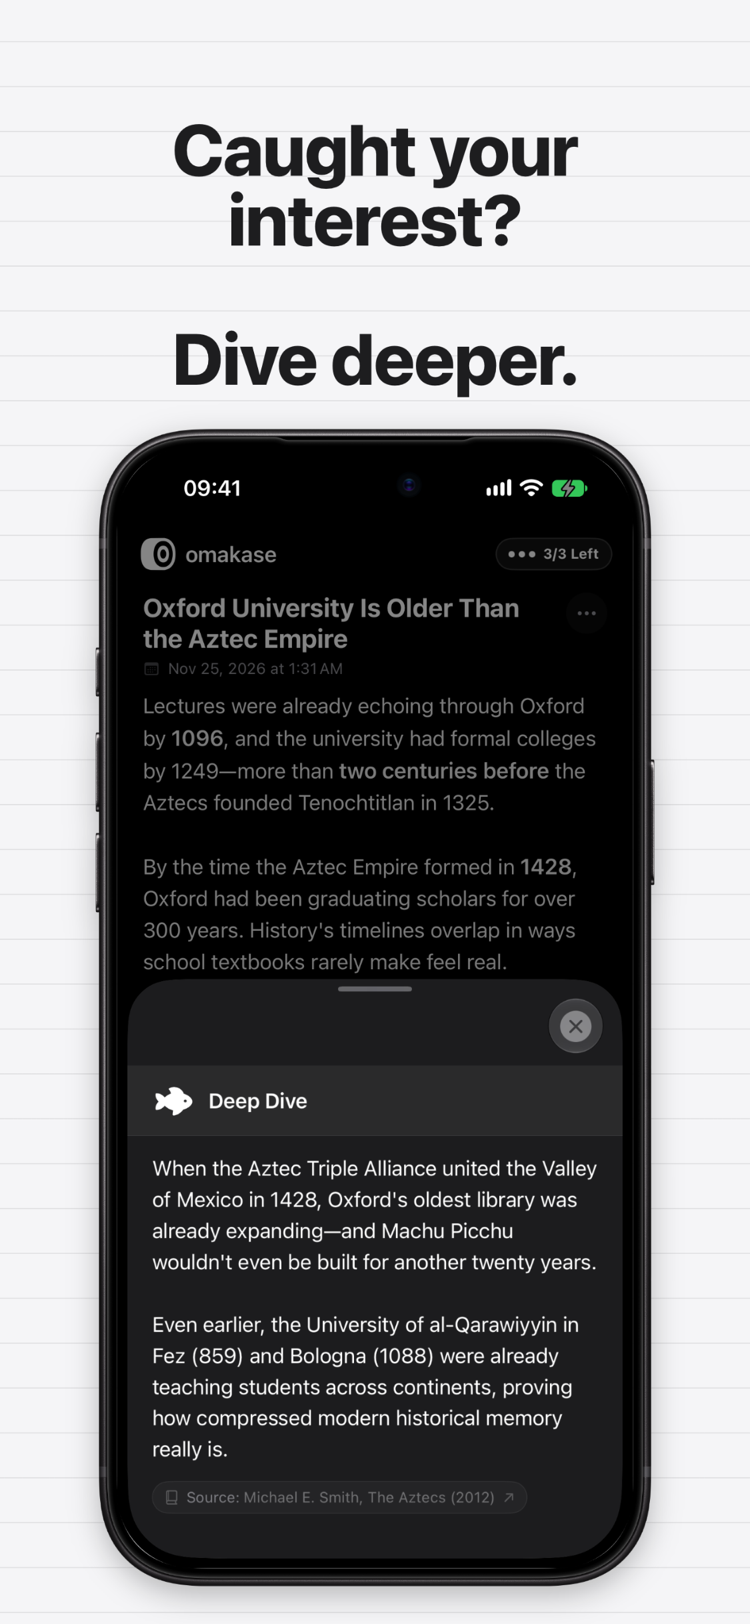 Caught your
interest?
Dive deeper.
09:41
omakase
3/3 Left
Oxford University Is Older Than
the Aztec Empire
Nov 25, 2026 at 1:31 AM
Lectures were already echoing through Oxford
by 1096, and the university had formal colleges
by 1249—more than two centuries before the
Aztecs founded Tenochtitlan in 1325.
By the time the Aztec Empire formed in 1428,
Oxford had been graduating scholars for over
300 years. History's timelines overlap in ways
school textbooks rarely make feel real.
Deep Dive
When the Aztec Triple Alliance united the Valley
of Mexico in 1428, Oxford's oldest library was
already expanding—and Machu Picchu
wouldn't even be built for another twenty years.
Even earlier, the University of al-Qarawiyyin in
Fez (859) and Bologna (1088) were already
teaching students across continents, proving
how compressed modern historical memory
really is.
Source: Michael E. Smith, The Aztecs (2012)